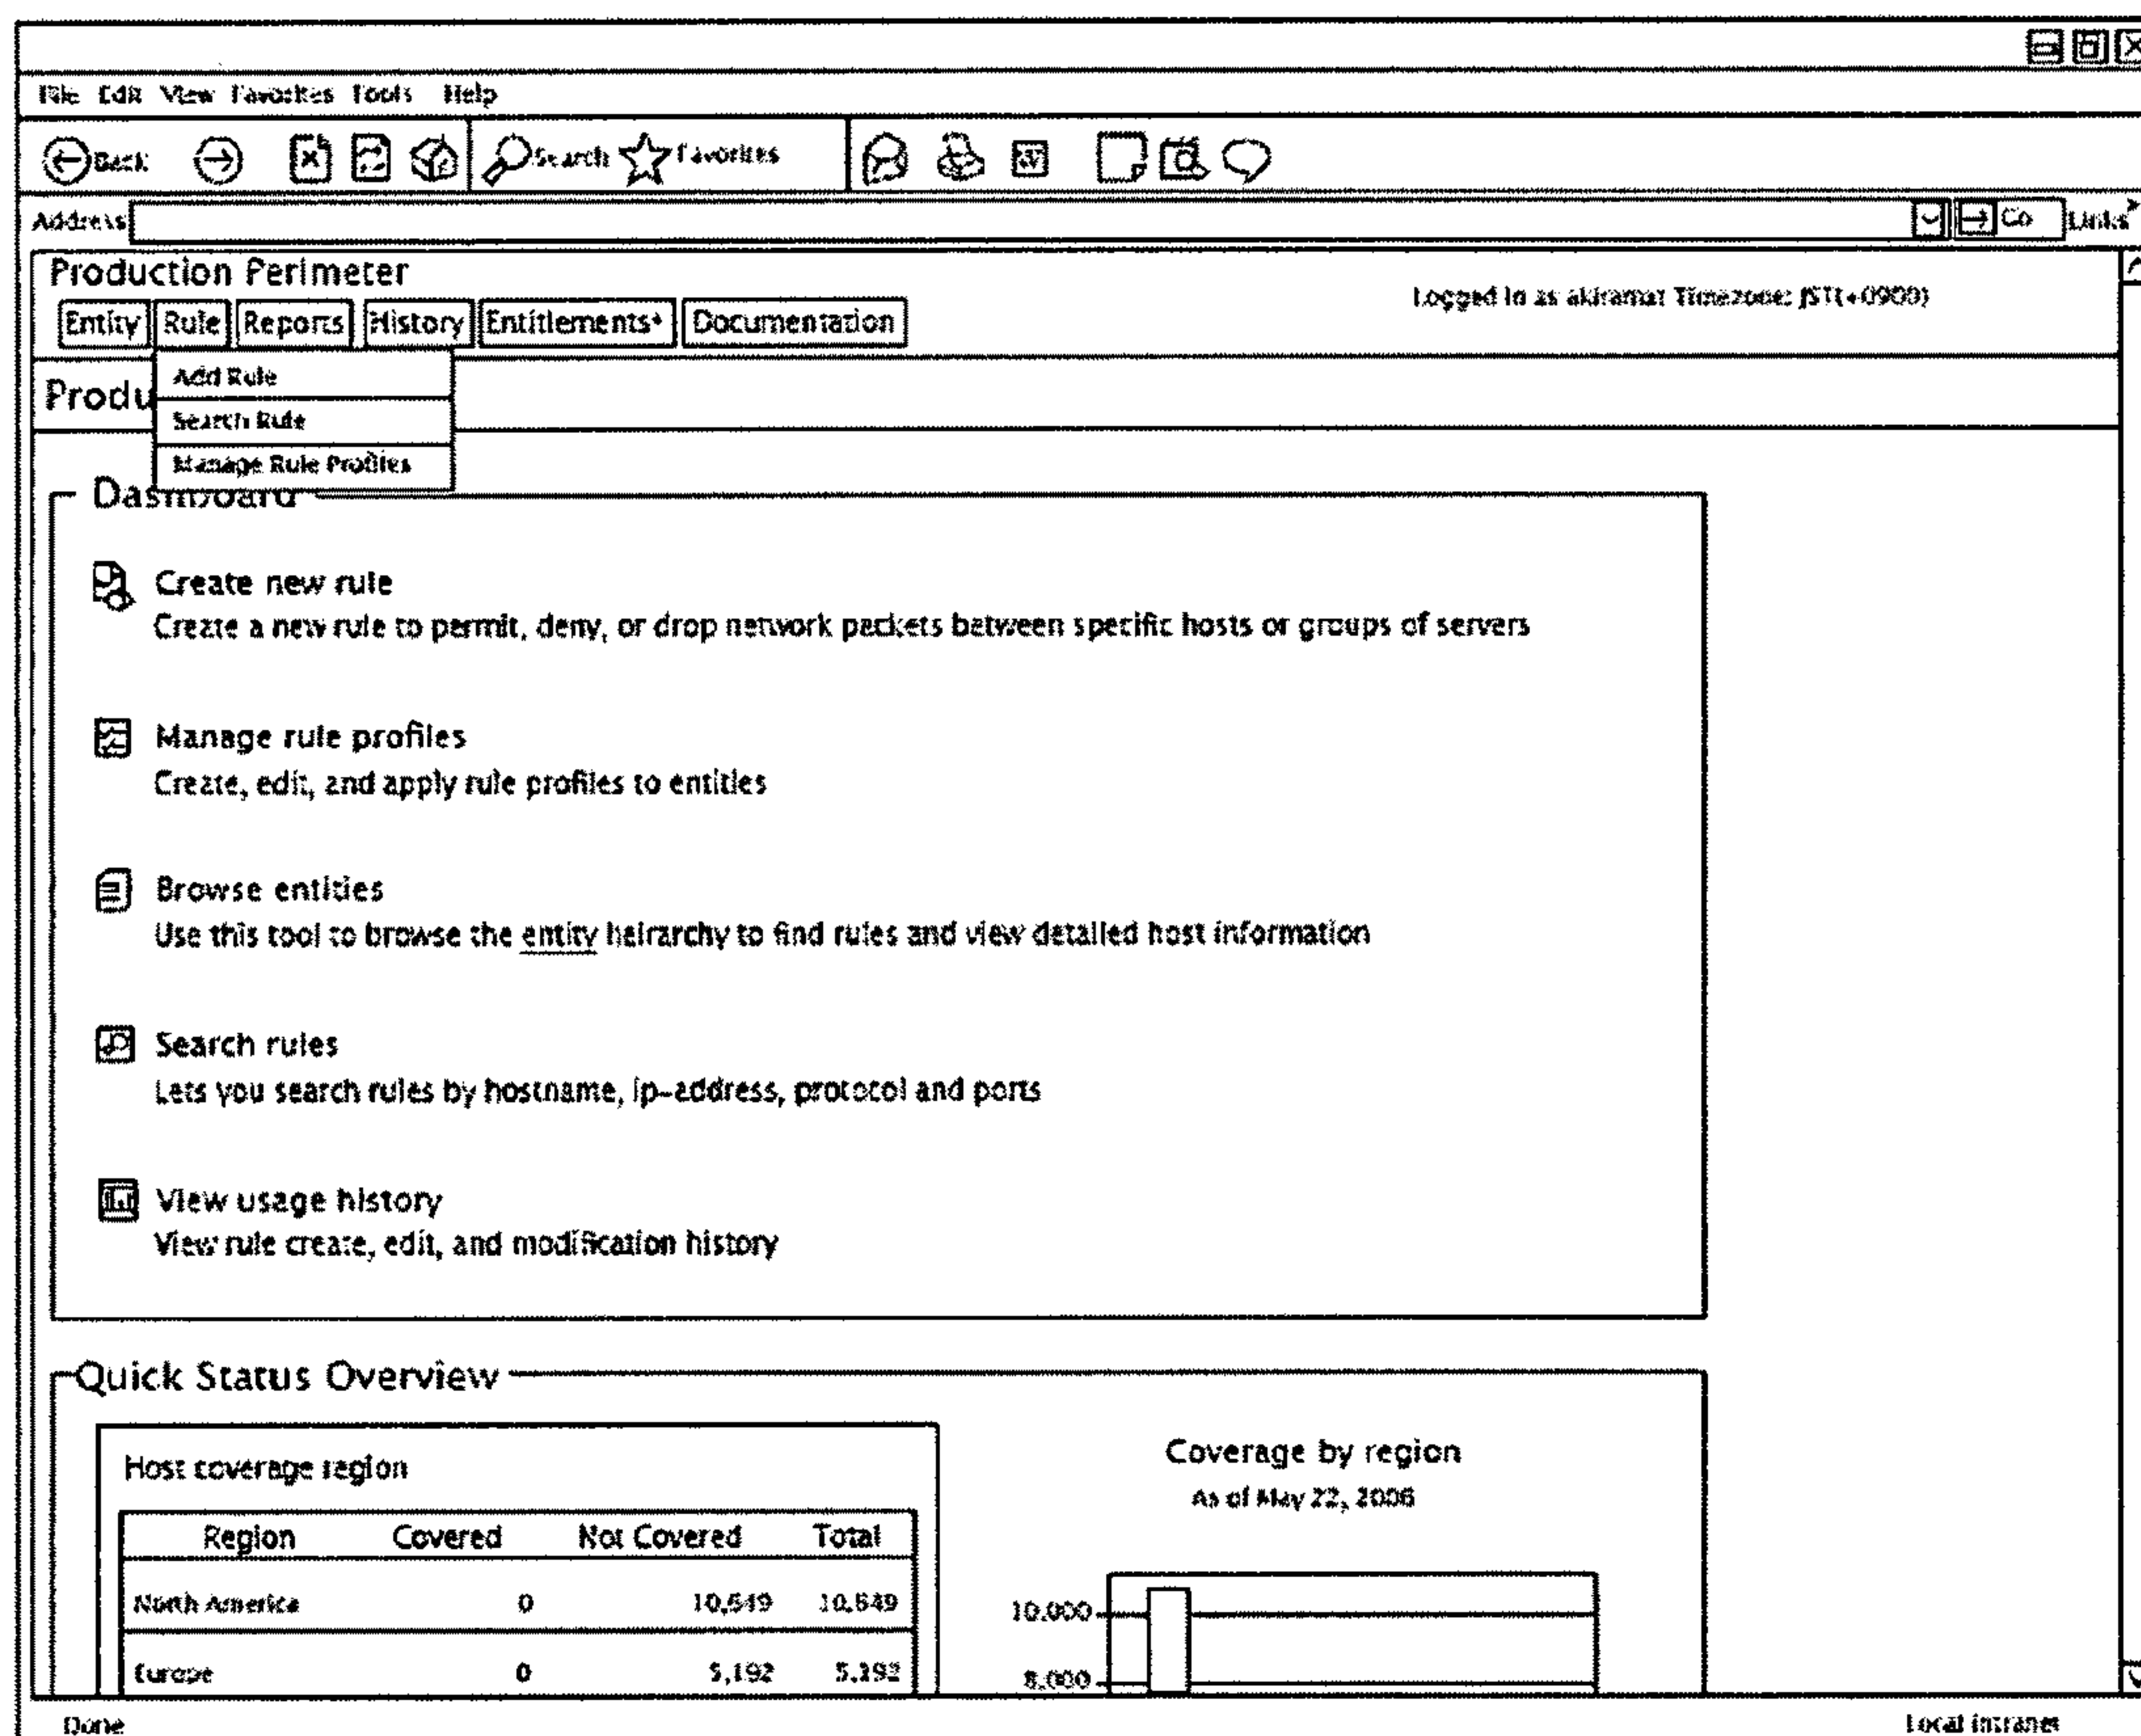 File Edit View Favorites Tools Help
Back Search Favorites
Address Go Links
Production Perimeter
Logged in as akiramat Timezone: JST(+0900)
Entity Rule Reports History Entitlements+ Documentation
Add Rule
Produ
Search Rule
Manage Rule Profiles
Dashboard
Create new rule
Create a new rule to permit, deny, or drop network packets between specific hosts or groups of servers
Manage rule profiles
Create, edit, and apply rule profiles to entities
Browse entities
Use this tool to browse the entity heirarchy to find rules and view detailed host information
Search rules
Lets you search rules by hostname, ip-address, protocol and ports
View usage history
View rule create, edit, and modification history
Quick Status Overview
Host coverage region
Coverage by region
As of May 22, 2006
Region Covered Not Covered Total
North America 0
10,000
Europe 0 5,192
8,000
Done Local intranet